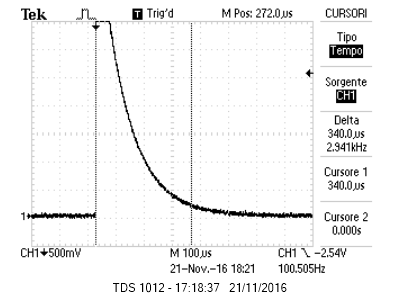 Tek T Trig'd M Pos: 272.0µs CURSORI
Tipo
Tempo
Sorgente
CH1
Delta
340.0µs
2.941kHz
Cursore 1
340.0µs
Cursore 2
0.000s
1
CH1 500mV M 100µs CH1 -2.54V
21-Nov.-16 18:21 100.505Hz
TDS 1012 - 17:18:37 21/11/2016